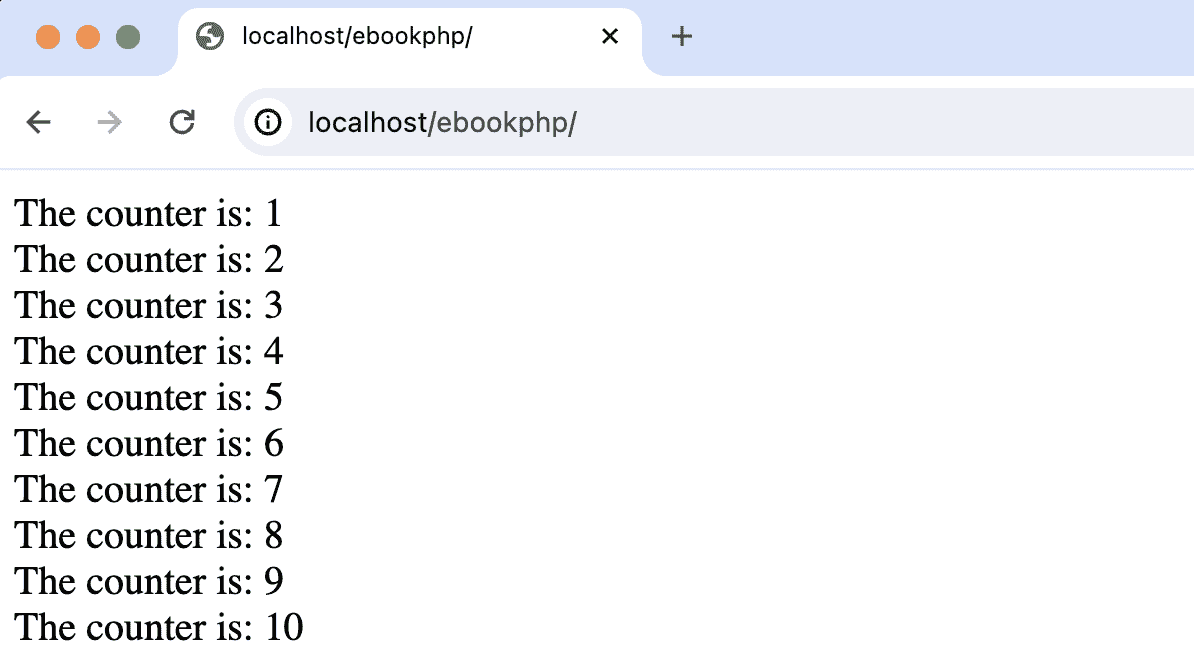 localhost/ebookphp/
localhost/ebookphp/
The counter is: 1
The counter is: 2
The counter is: 3
The counter is: 4
The counter is: 5
The counter is: 6
The counter is: 7
The counter is: 8
The counter is: 9
The counter is: 10